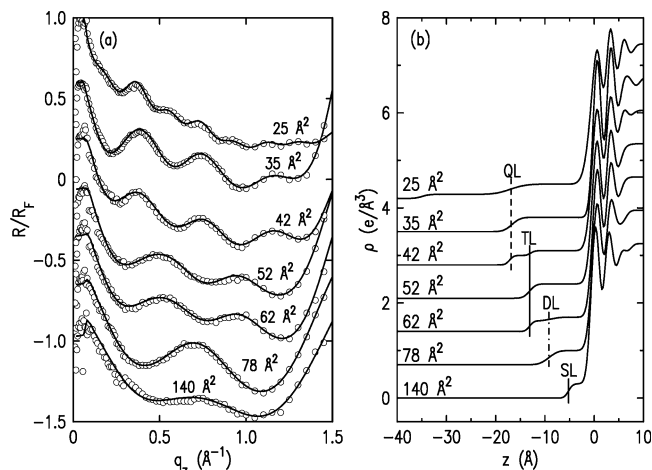 (a)
R/R_F
1.0
0.5
0
-0.5
-1.0
-1.5
25 Å²
35 Å²
42 Å²
52 Å²
62 Å²
78 Å²
140 Å²
0.0 0.5 1.0 1.5
q_z (Å⁻¹)
(b)
ρ (e/Å³)
8
6
4
2
0
25 Å²
35 Å²
42 Å²
52 Å²
62 Å²
78 Å²
140 Å²
QL
TL
DL
SL
-40 -30 -20 -10 0 10
z (Å)